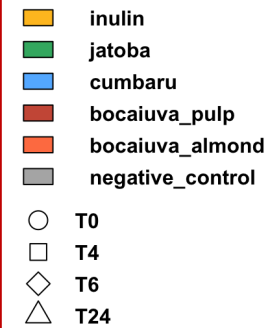 inulin
jatoba
cumbaru
bocaiuva_pulp
bocaiuva_almond
negative_control
T0
T4
T6
T24